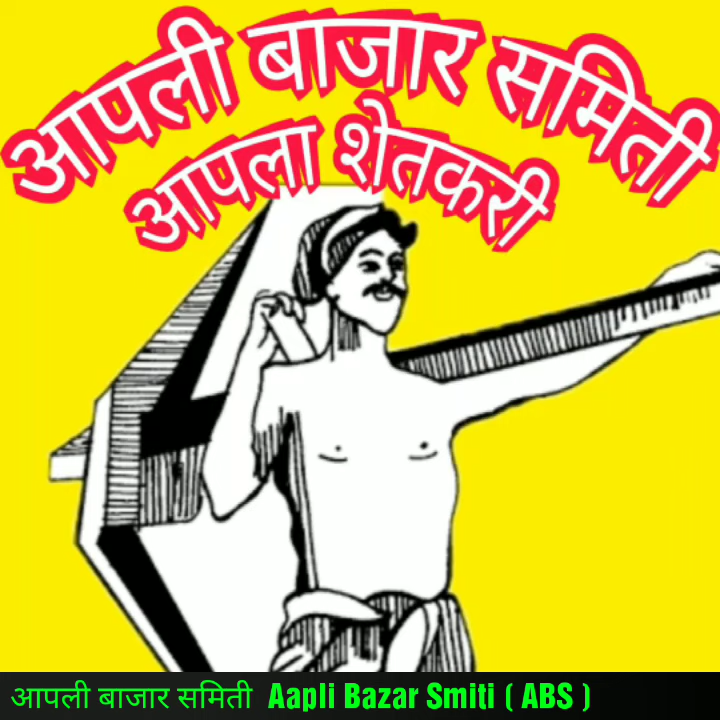 आपली बाजार समिती
आपला शेतकरी
आपली बाजार समिती Aapli Bazar Smiti ( ABS )